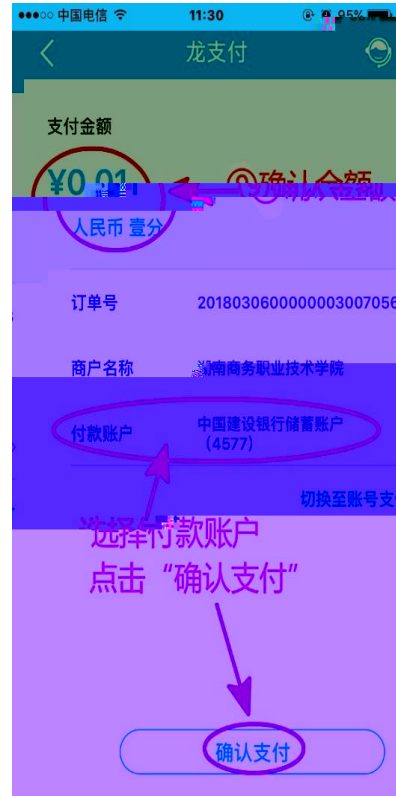 中国电信 11:30 95%
龙支付
支付金额
¥0.01 ⑨确认金额
人民币 壹分
订单号 20180306000000003007056
商户名称 湖南商务职业技术学院
付款账户 中国建设银行储蓄账户
(4577)
切换至账号支
选择付款账户
点击“确认支付”
确认支付